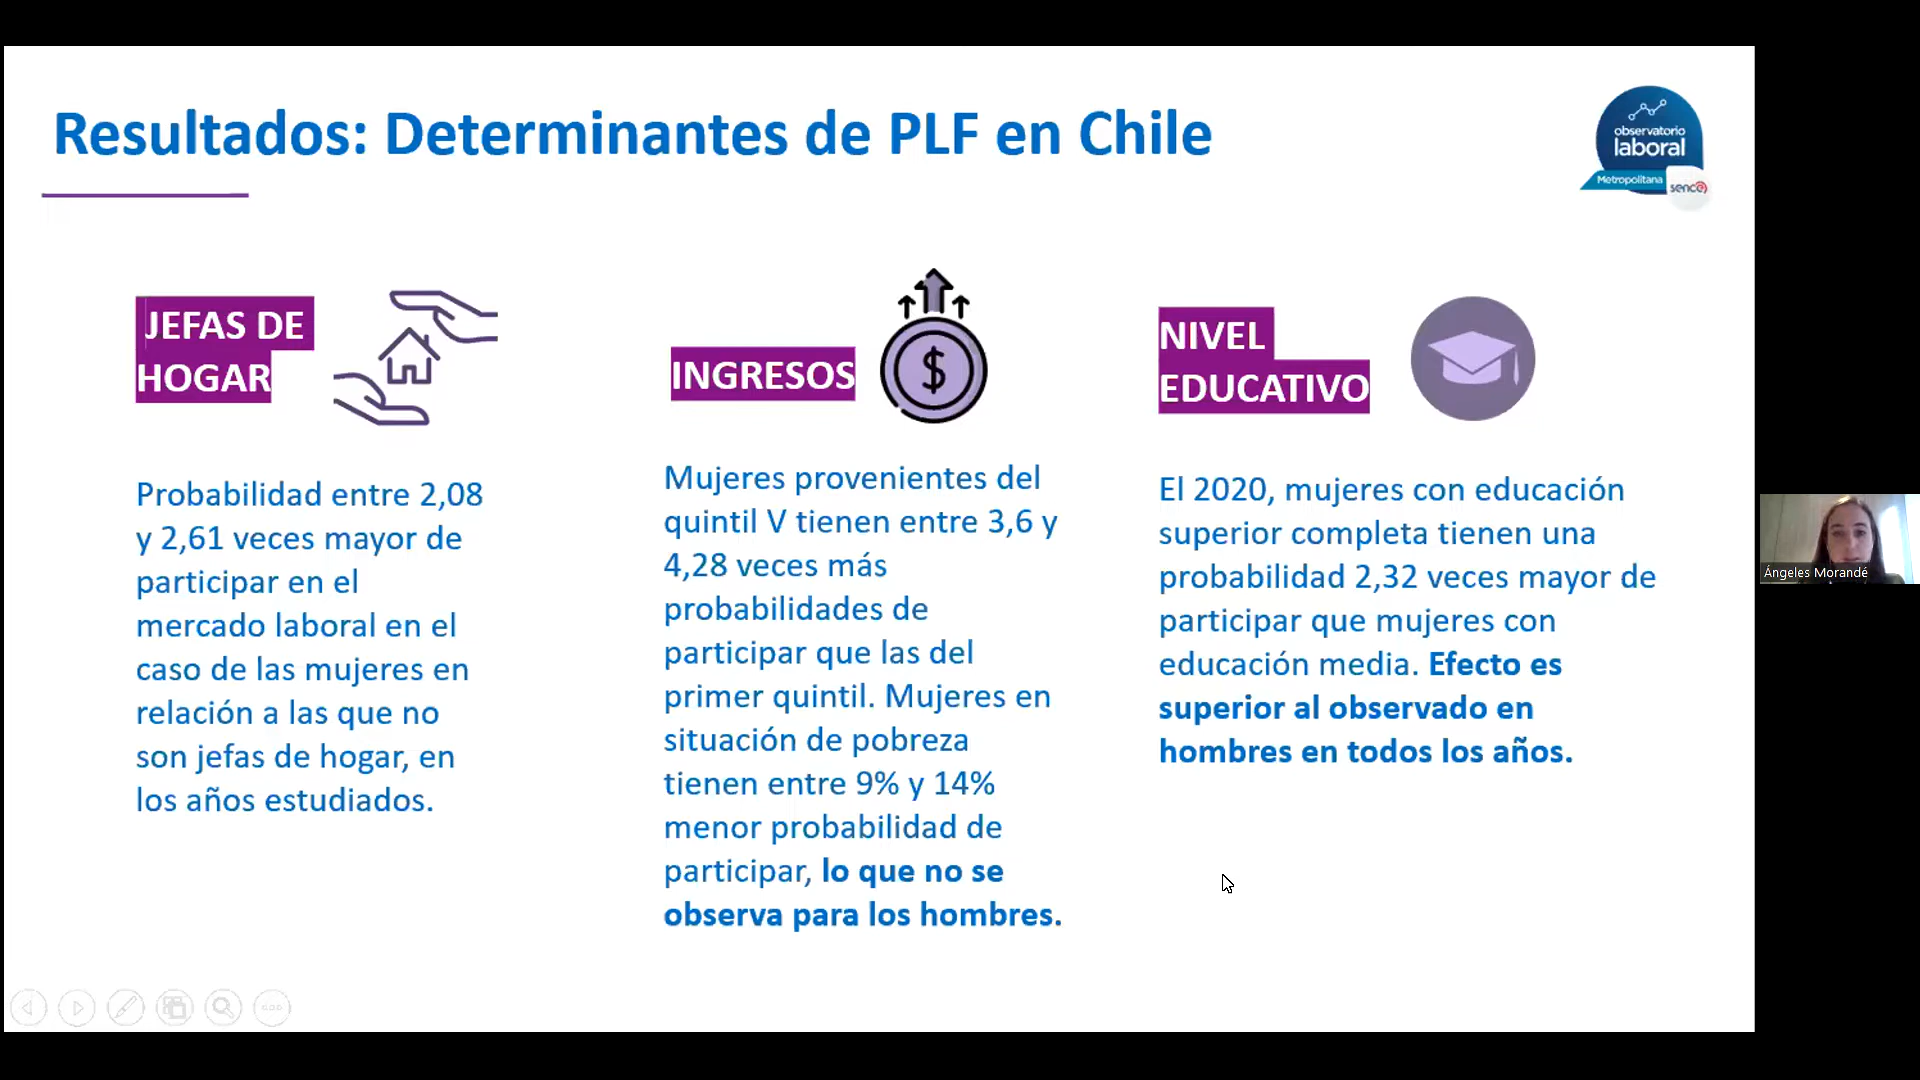 Resultados: Determinantes de PLF en Chile
observatorio
laboral
Metropolitana
sence
JEFAS DE
HOGAR
Probabilidad entre 2,08
y 2,61 veces mayor de
participar en el
mercado laboral en el
caso de las mujeres en
relación a las que no
son jefas de hogar, en
los años estudiados.
INGRESOS
$
Mujeres provenientes del
quintil V tienen entre 3,6 y
4,28 veces más
probabilidades de
participar que las del
primer quintil. Mujeres en
situación de pobreza
tienen entre 9% y 14%
menor probabilidad de
participar, lo que no se
observa para los hombres.
NIVEL
EDUCATIVO
El 2020, mujeres con educación
superior completa tienen una
probabilidad 2,32 veces mayor de
participar que mujeres con
educación media. Efecto es
superior al observado en
hombres en todos los años.
Ángeles Morandé